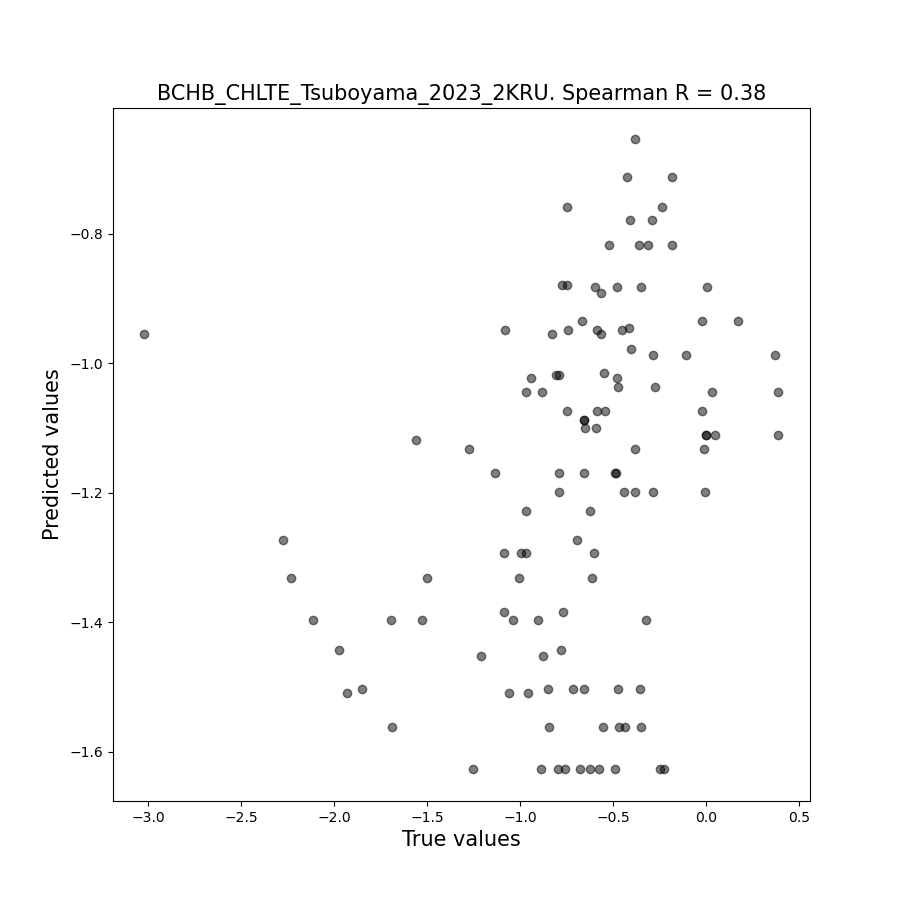 BCHB_CHLTE_Tsuboyama_2023_2KRU. Spearman R = 0.38
Predicted values
−0.8
−1.0
−1.2
−1.4
−1.6
−3.0 −2.5 −2.0 −1.5 −1.0 −0.5 0.0 0.5
True values